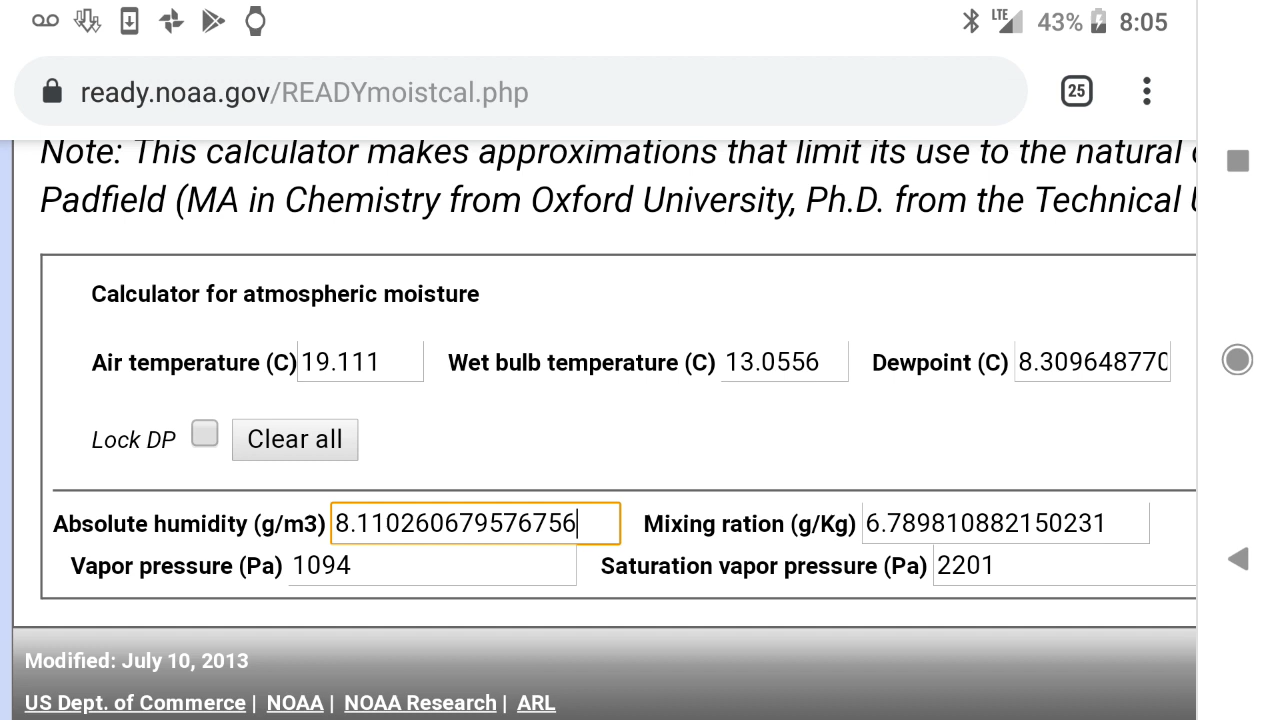 LTE 43% 8:05
ready.noaa.gov/READYmoistcal.php 25
Note: This calculator makes approximations that limit its use to the natural
Padfield (MA in Chemistry from Oxford University, Ph.D. from the Technical
Calculator for atmospheric moisture
Air temperature (C) 19.111 Wet bulb temperature (C) 13.0556 Dewpoint (C) 8.309648770
Lock DP Clear all
Absolute humidity (g/m3) 8.110260679576756 Mixing ration (g/Kg) 6.789810882150231
Vapor pressure (Pa) 1094 Saturation vapor pressure (Pa) 2201
Modified: July 10, 2013
US Dept. of Commerce | NOAA | NOAA Research | ARL